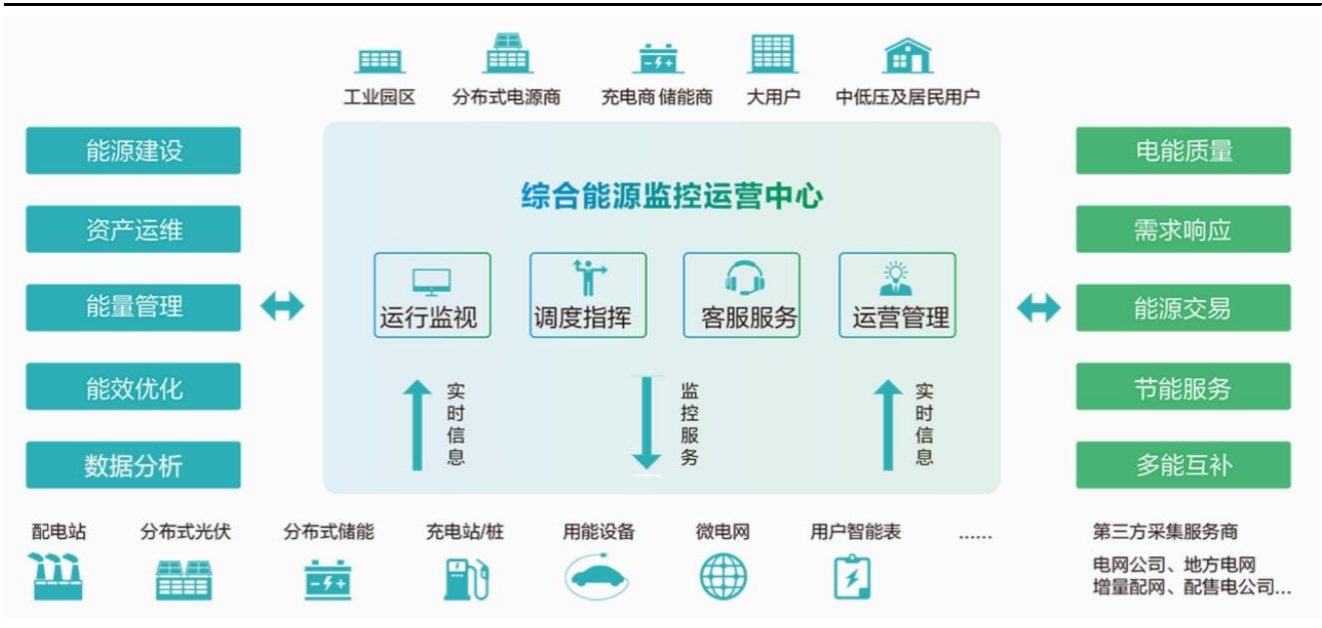 工业园区
分布式电源商
充电商 储能商
大用户
中低压及居民用户
能源建设
资产运维
能量管理
能效优化
数据分析
综合能源监控运营中心
运行监视
调度指挥
客服服务
运营管理
实时信息
监控服务
实时信息
电能质量
需求响应
能源交易
节能服务
多能互补
配电站
分布式光伏
分布式储能
充电站/桩
用能设备
微电网
用户智能表
......
第三方采集服务商
电网公司、地方电网
增量配网、配售电公司...